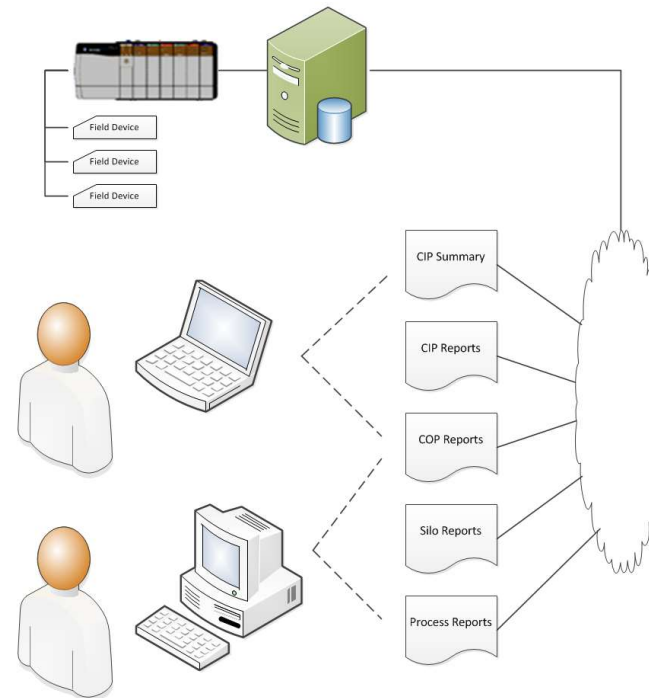 Field Device
Field Device
Field Device
CIP Summary
CIP Reports
COP Reports
Silo Reports
Process Reports